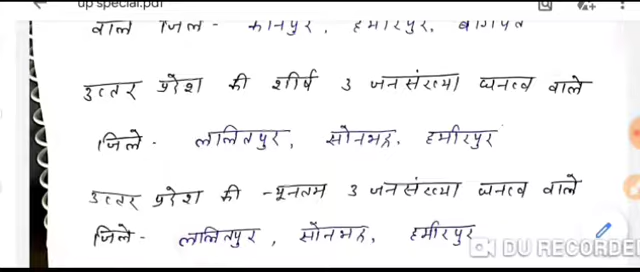 up special.pdf
वाले जिले - कानपुर, हमीरपुर, बागपत
उत्तर प्रदेश की शीर्ष 3 जनसंख्या घनत्व वाले
जिले - ललितपुर, सोनभद्र, हमीरपुर
उत्तर प्रदेश की न्यूनतम 3 जनसंख्या घनत्व वाले
जिले - ललितपुर, सोनभद्र, हमीरपुर
DU RECORDER